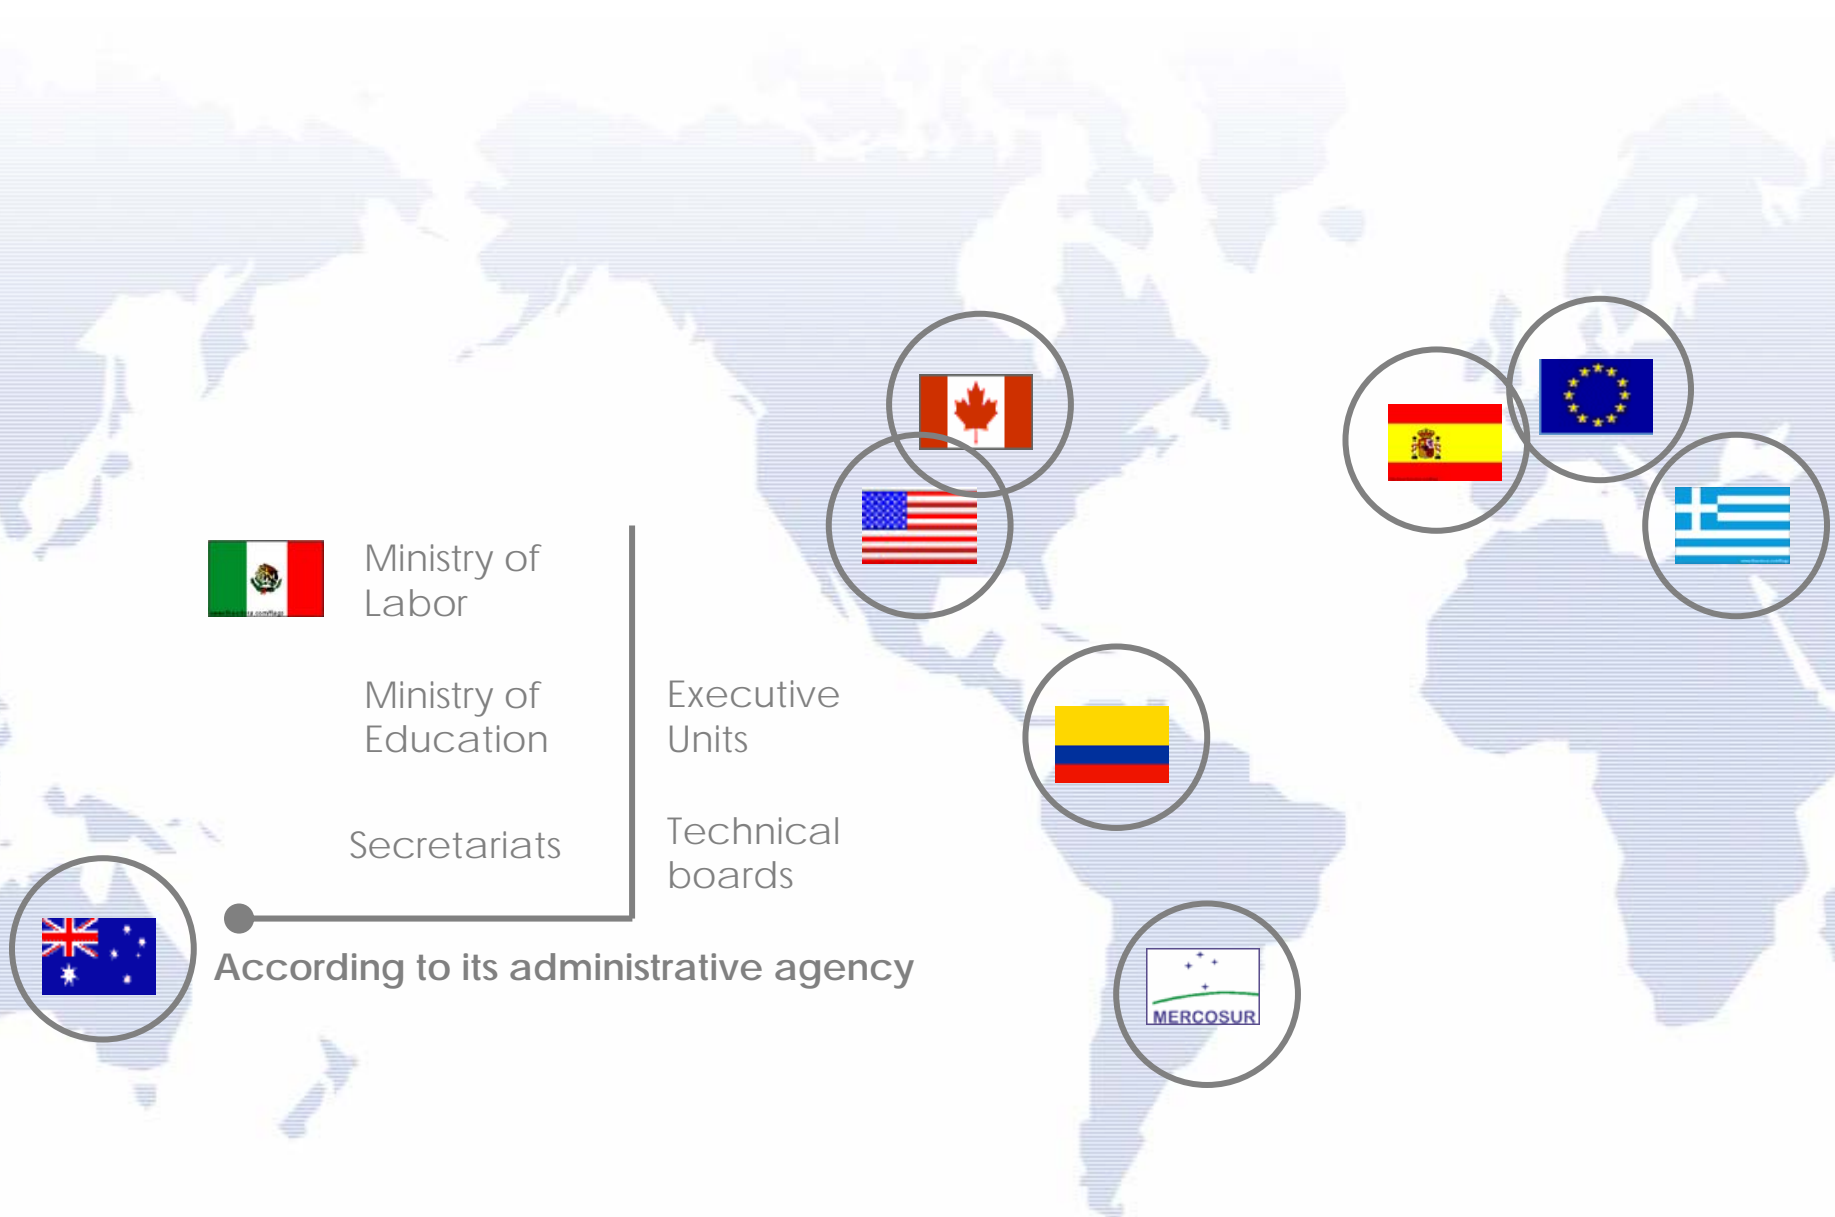 Ministry of
Labor
Ministry of
Education
Secretariats
Executive
Units
Technical
boards
According to its administrative agency
MERCOSUR